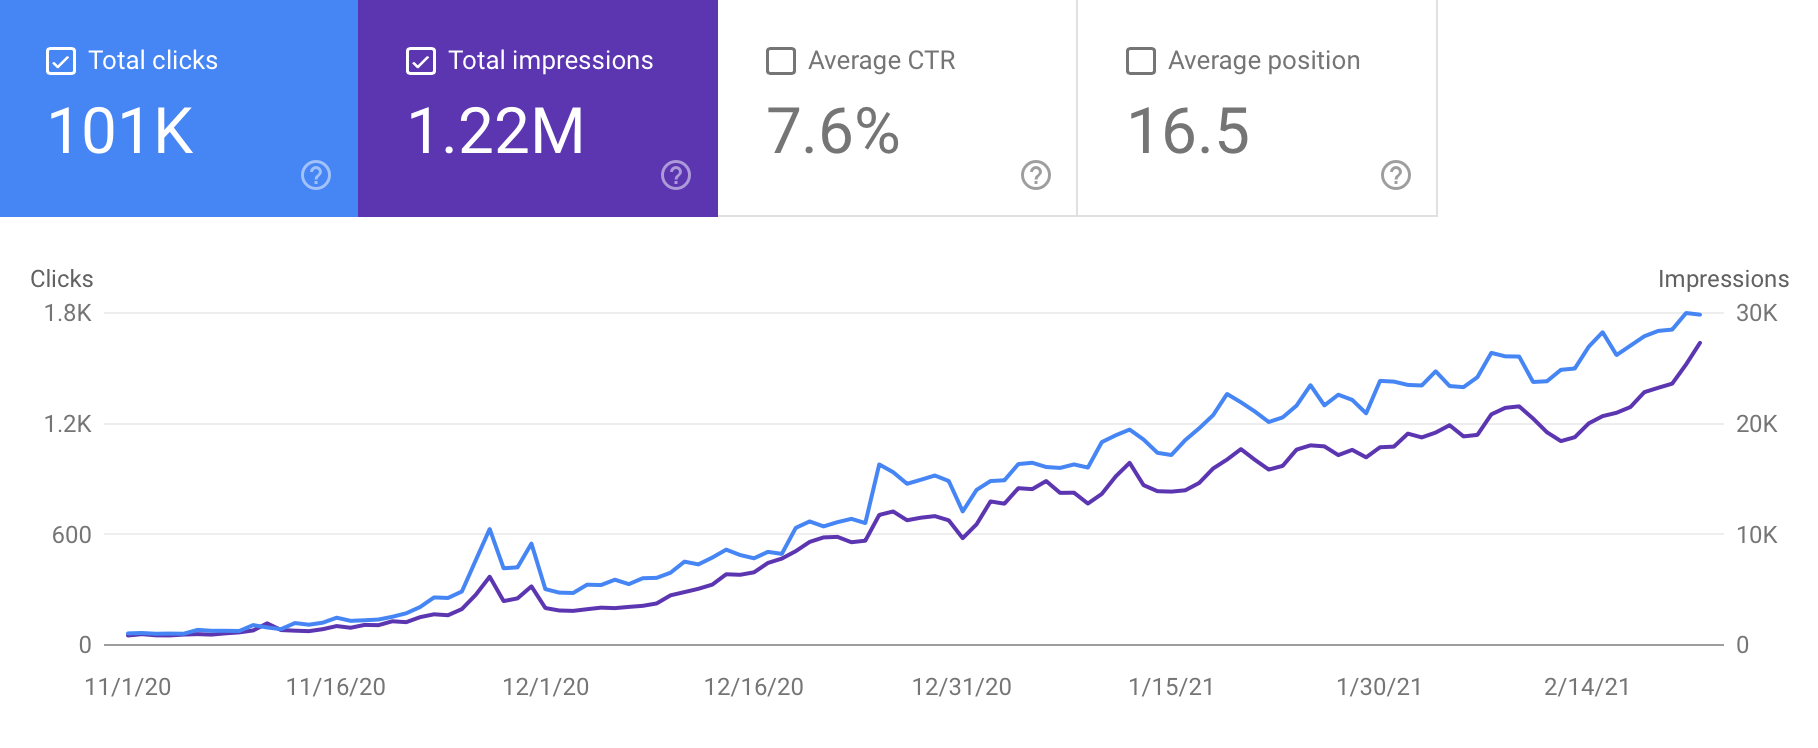 Total clicks
101K
Total impressions
1.22M
Average CTR
7.6%
Average position
16.5
Clicks
Impressions
1.8K
30K
1.2K
20K
600
10K
0
0
11/1/20
11/16/20
12/1/20
12/16/20
12/31/20
1/15/21
1/30/21
2/14/21